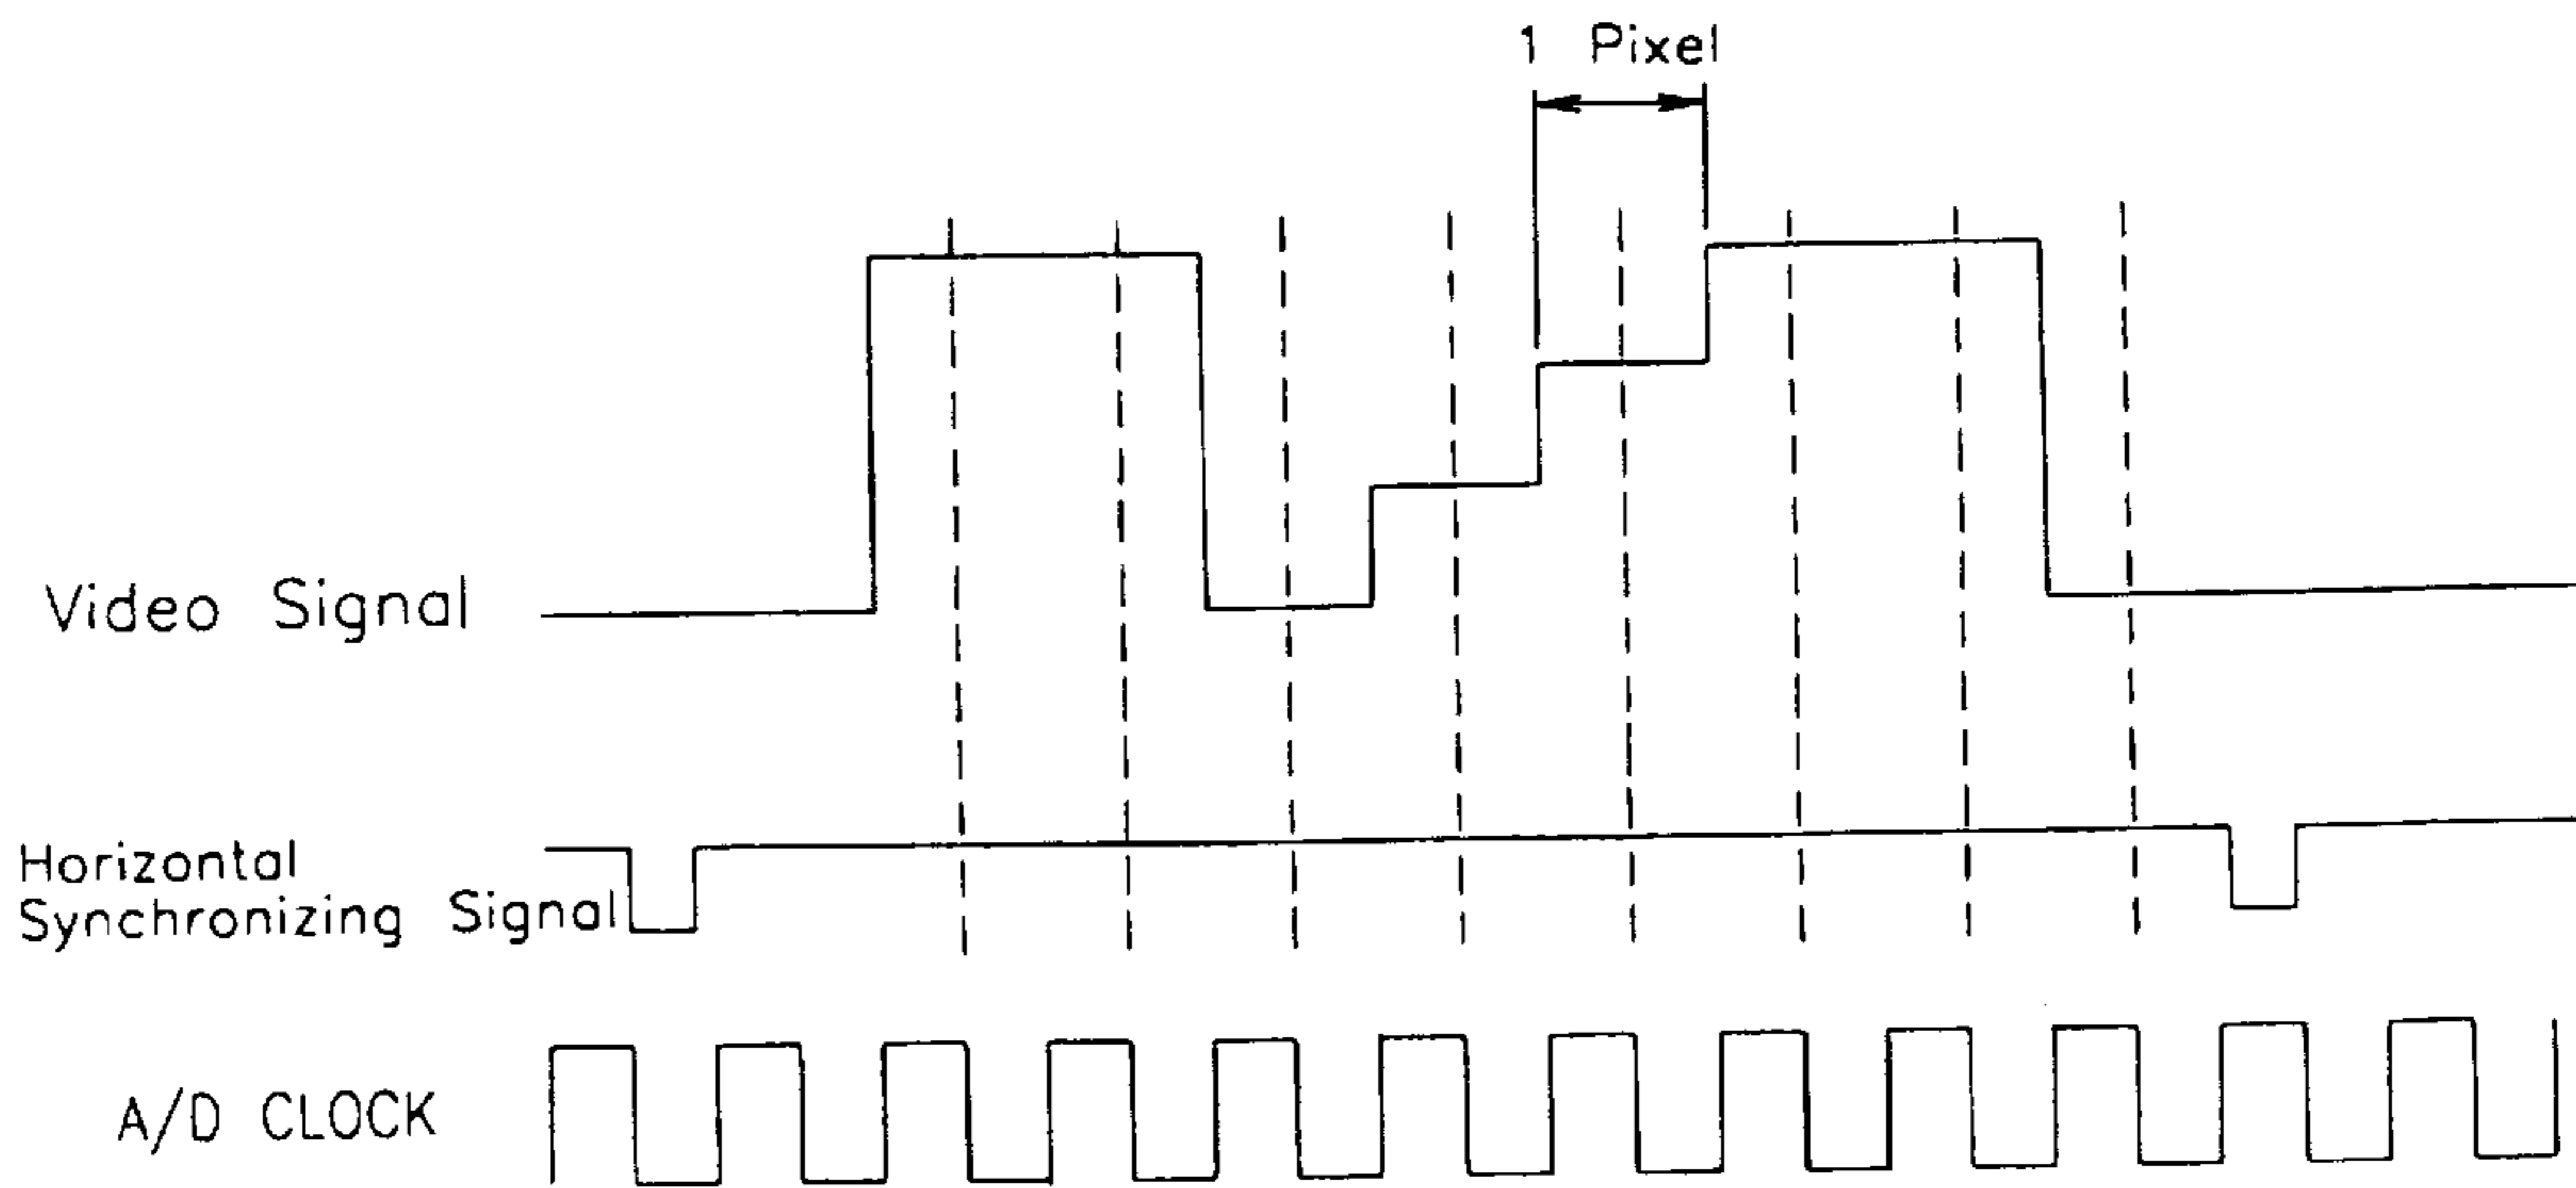 1 Pixel
Video Signal
Horizontal
Synchronizing Signal
A/D CLOCK